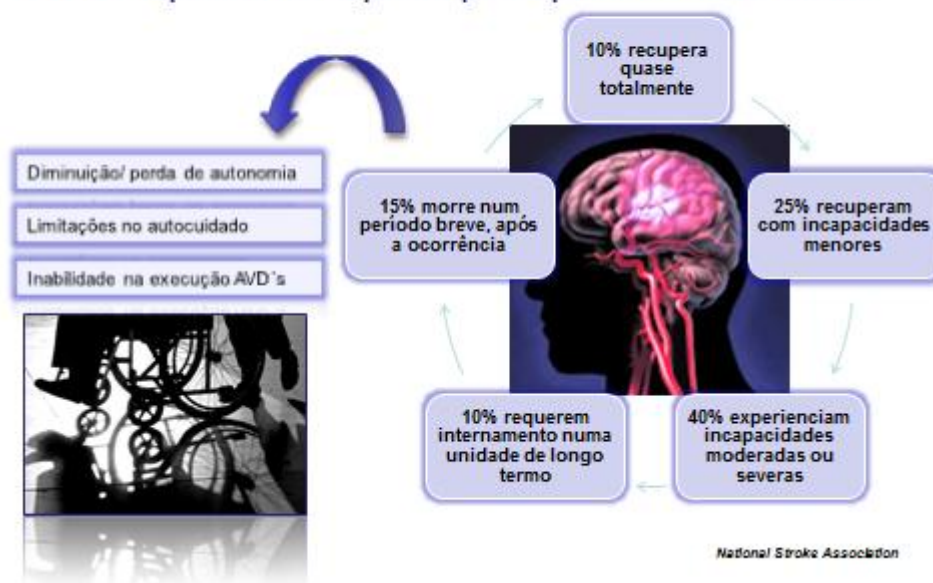 10% recupera
quase
totalmente
Diminuição/ perda de autonomia
Limitações no autocuidado
Inabilidade na execução AVD´s
15% morre num
período breve, após
a ocorrência
25% recuperam
com incapacidades
menores
10% requerem
internamento numa
unidade de longo
termo
40% experienciam
incapacidades
moderadas ou
severas
National Stroke Association